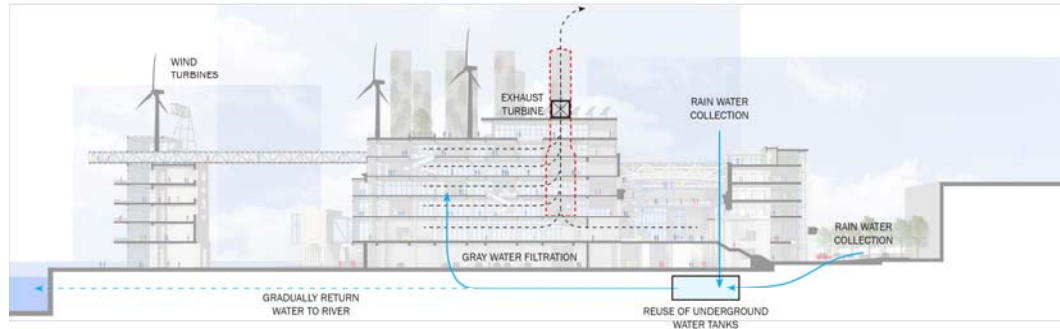 WIND
TURBINES
EXHAUST
TURBINE
RAIN WATER
COLLECTION
RAIN WATER
COLLECTION
GRAY WATER FILTRATION
GRADUALLY RETURN
WATER TO RIVER
REUSE OF UNDERGROUND
WATER TANKS